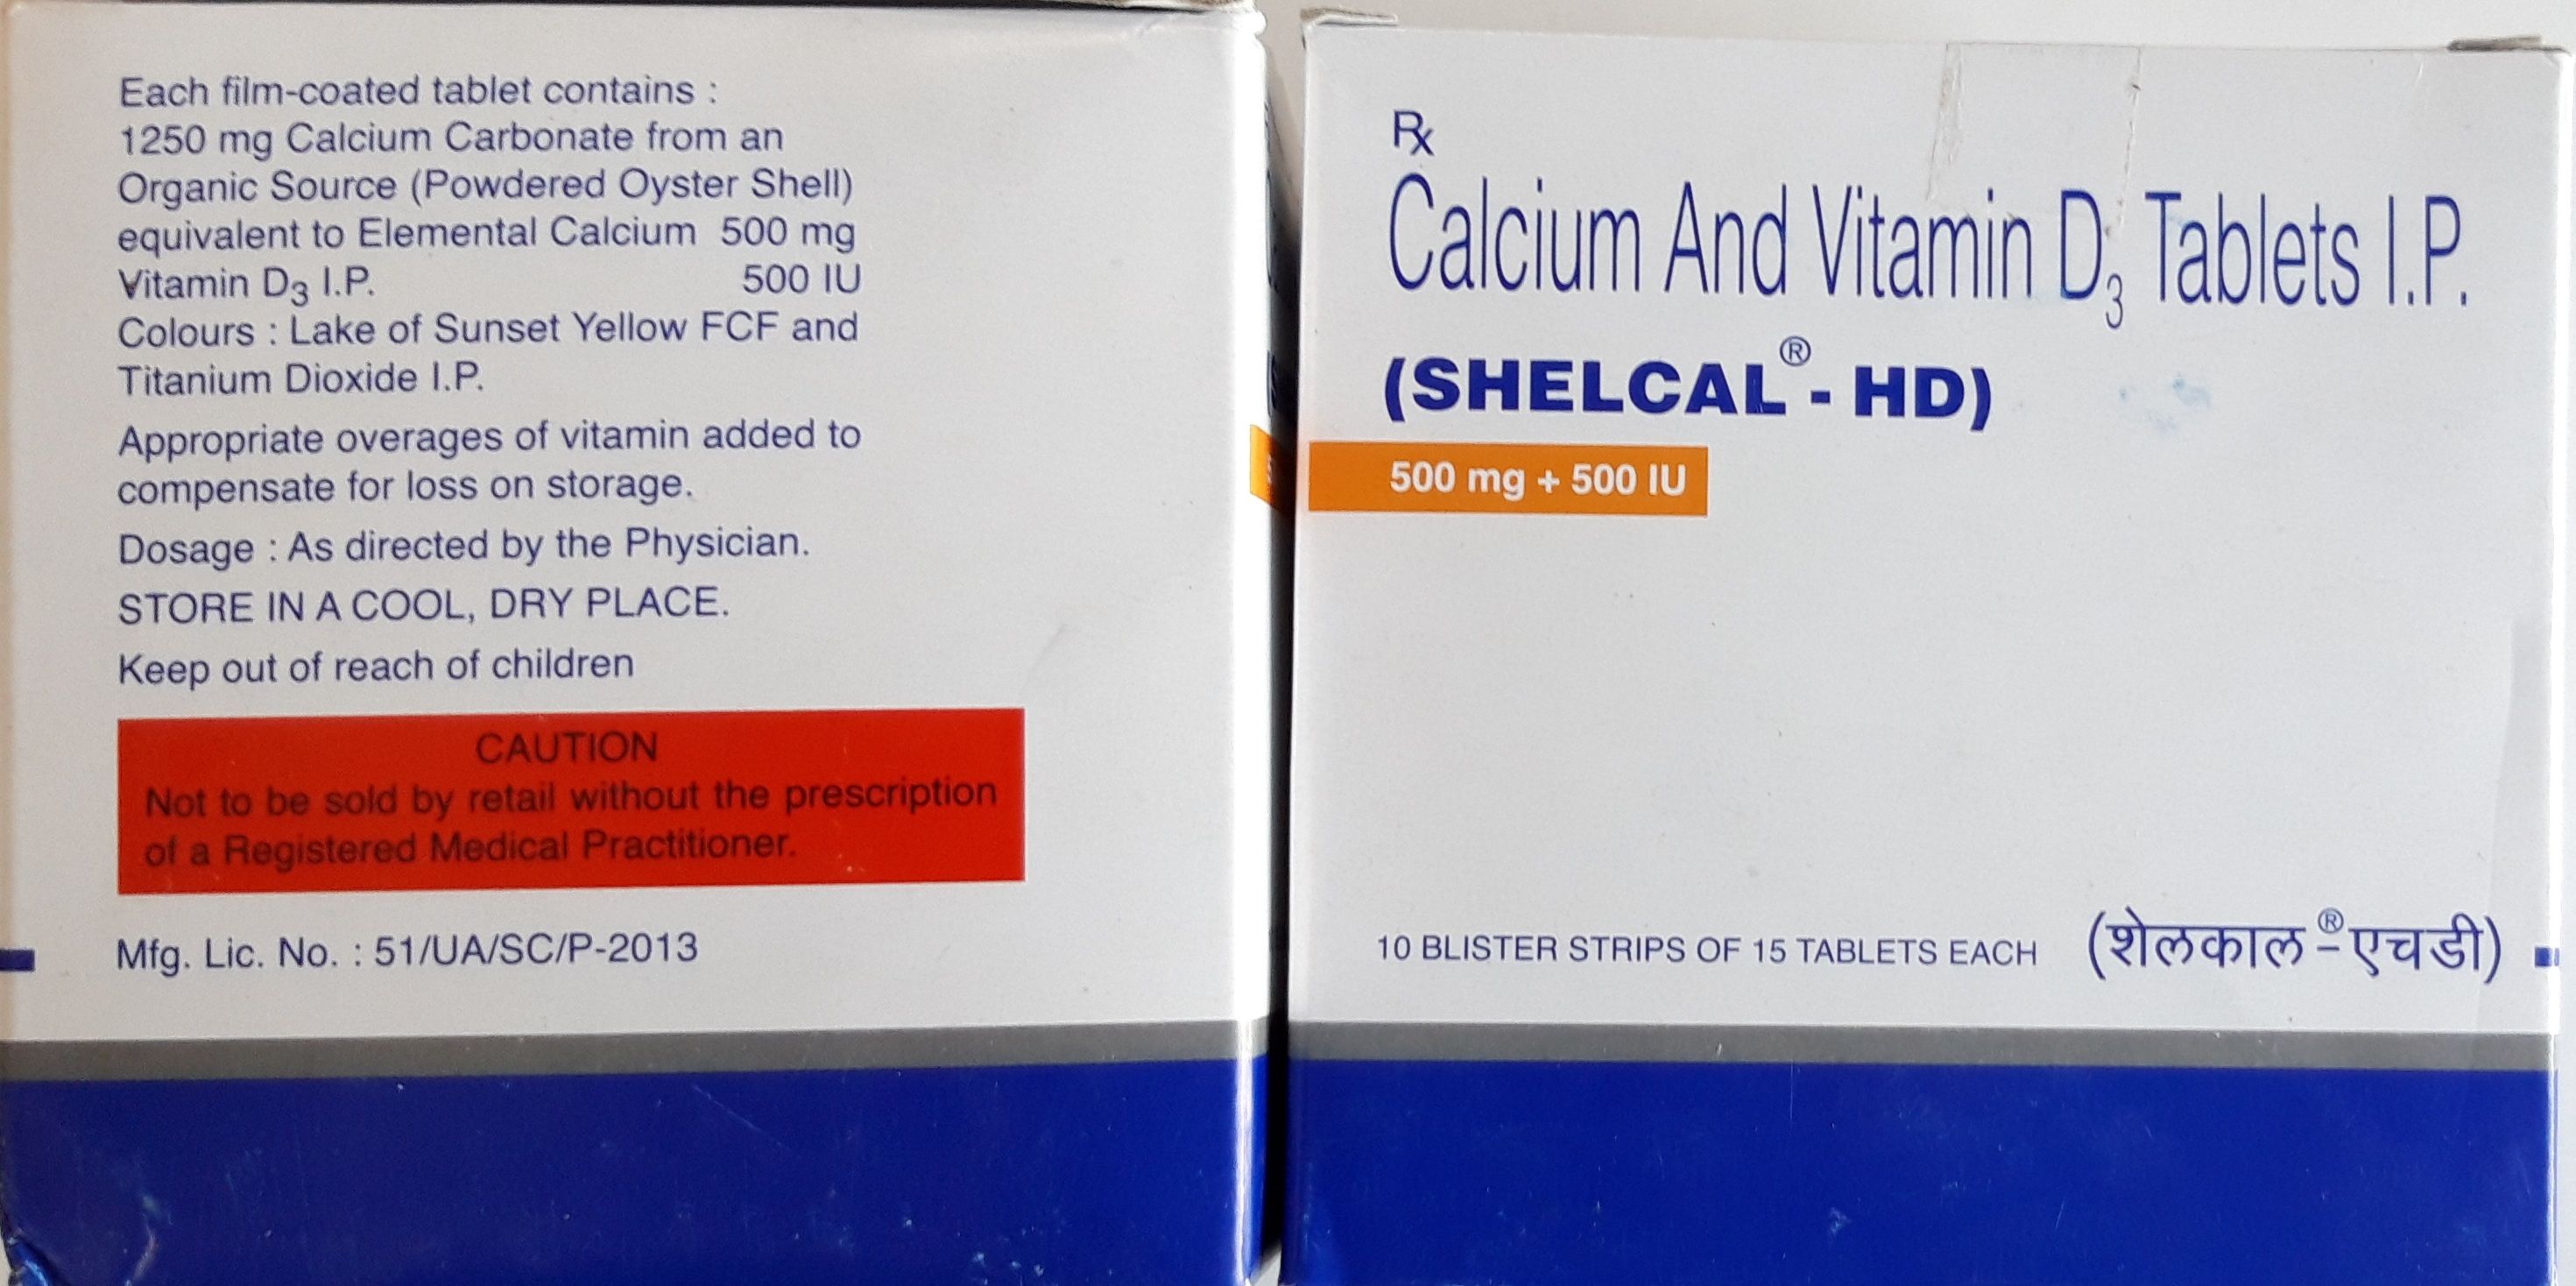 Each film-coated tablet contains :
1250 mg Calcium Carbonate from an
Organic Source (Powdered Oyster Shell)
equivalent to Elemental Calcium 500 mg
Vitamin D3 I.P. 500 IU
Colours : Lake of Sunset Yellow FCF and
Titanium Dioxide I.P.
Appropriate overages of vitamin added to
compensate for loss on storage.
Dosage : As directed by the Physician.
STORE IN A COOL, DRY PLACE.
Keep out of reach of children
CAUTION
Not to be sold by retail without the prescription
of a Registered Medical Practitioner.
Mfg. Lic. No. : 51/UA/SC/P-2013
Rx
Calcium And Vitamin D3 Tablets I.P.
(SHELCAL®- HD)
500 mg + 500 IU
10 BLISTER STRIPS OF 15 TABLETS EACH (शेलकाल®-एचडी)